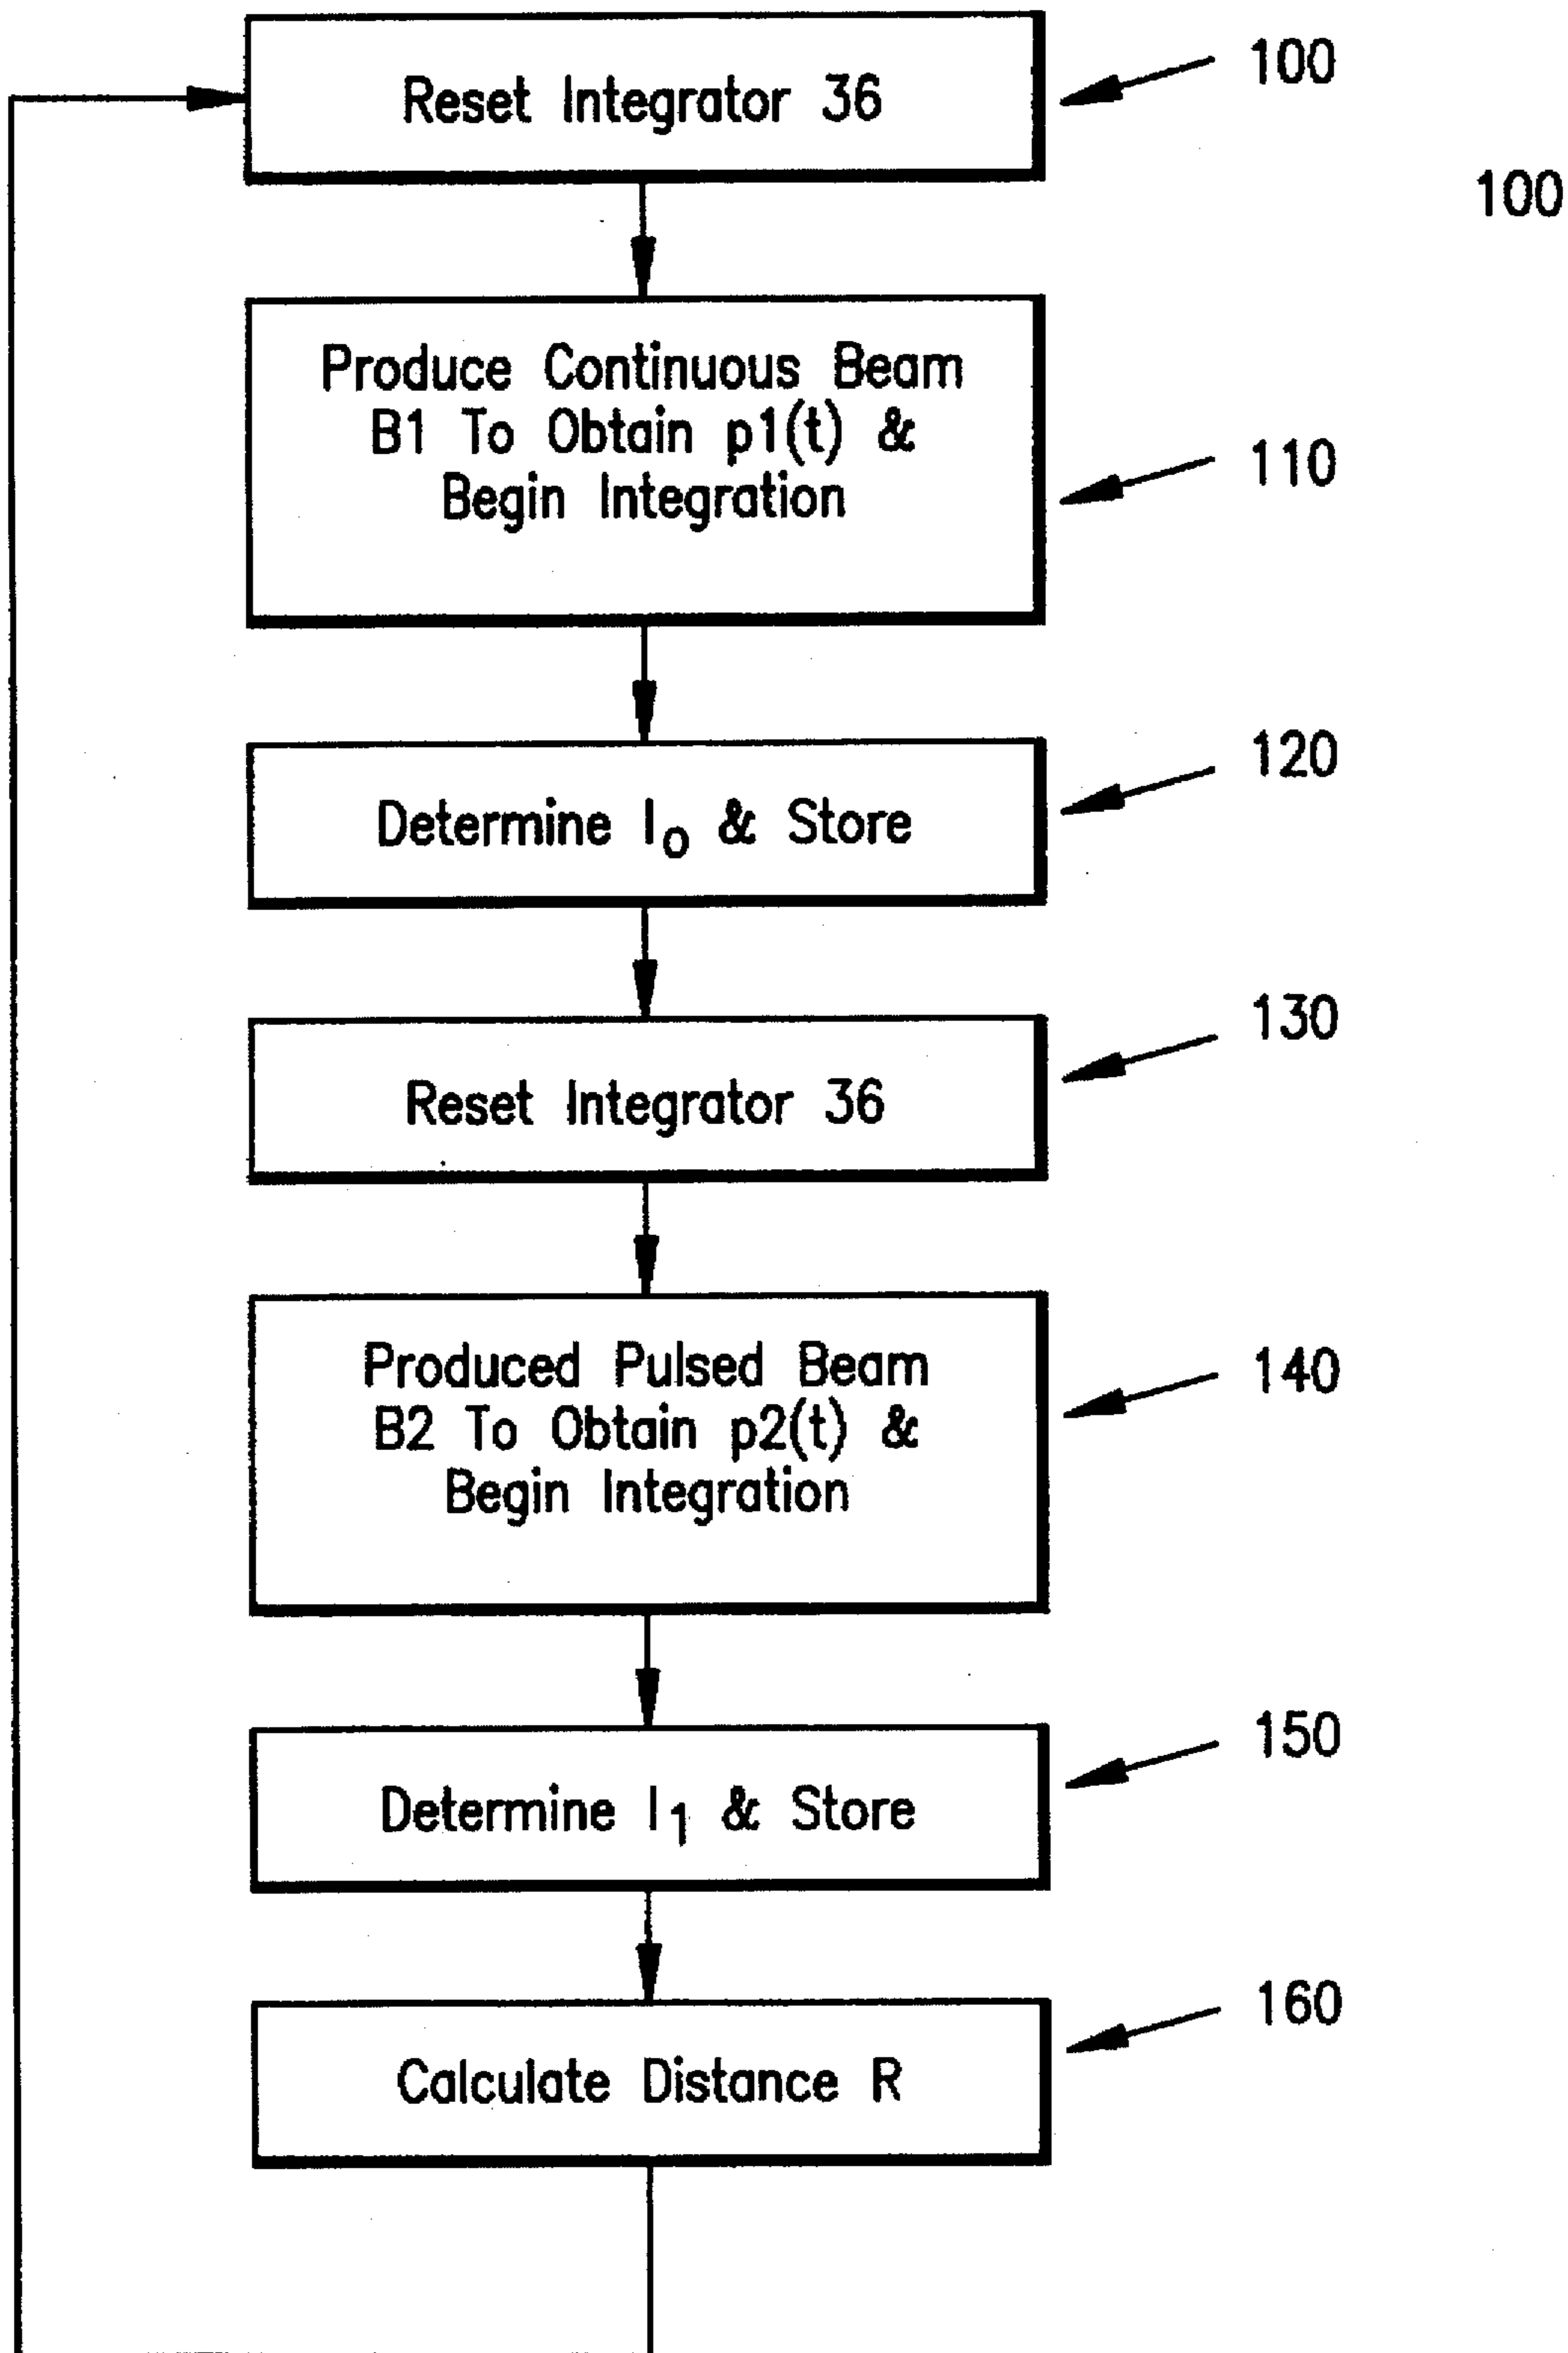 Reset Integrator 36
100
100
Produce Continuous Beam
B1 To Obtain p1(t) &
Begin Integration
110
Determine I₀ & Store
120
Reset Integrator 36
130
Produced Pulsed Beam
B2 To Obtain p2(t) &
Begin Integration
140
Determine I₁ & Store
150
Calculate Distance R
160